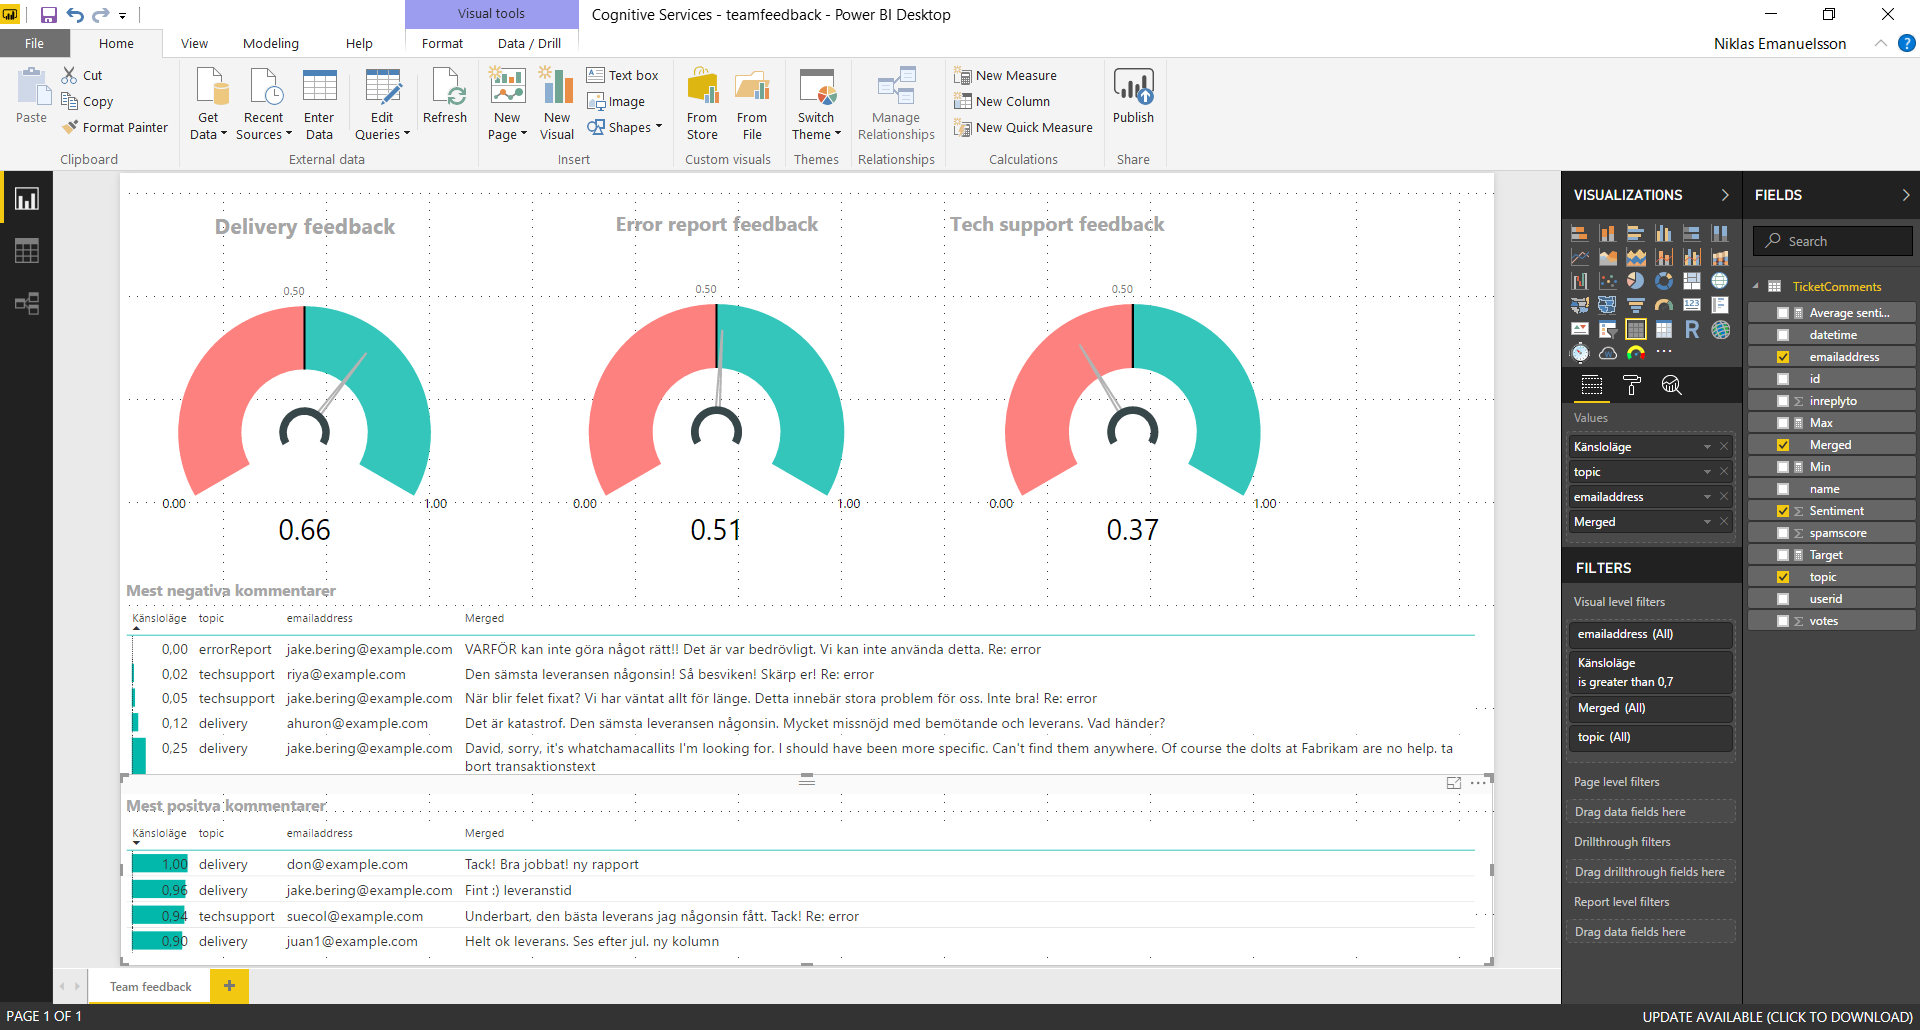 Visual tools
Cognitive Services - teamfeedback - Power BI Desktop
File
Home
View
Modeling
Help
Format
Data / Drill
Niklas Emanuelsson
?
Paste
Cut
Copy
Format Painter
Clipboard
Get Data
Recent Sources
Enter Data
Edit Queries
Refresh
External data
New Page
New Visual
Text box
Image
Shapes
Insert
From Store
From File
Custom visuals
Switch Theme
Themes
Manage Relationships
Relationships
New Measure
New Column
New Quick Measure
Calculations
Publish
Share
Delivery feedback
0.50
0.00
1.00
0.66
Error report feedback
0.50
0.00
1.00
0.51
Tech support feedback
0.50
0.00
1.00
0.37
Mest negativa kommentarer
Känsloläge topic emailaddress Merged
0,00 errorReport jake.bering@example.com VARFÖR kan inte göra något rätt!! Det är var bedrövligt. Vi kan inte använda detta. Re: error
0,02 techsupport riya@example.com Den sämsta leveransen någonsin! Så besviken! Skärp er! Re: error
0,05 techsupport jake.bering@example.com När blir felet fixat? Vi har väntat allt för länge. Detta innebär stora problem för oss. Inte bra! Re: error
0,12 delivery ahuron@example.com Det är katastrof. Den sämsta leveransen någonsin. Mycket missnöjd med bemötande och leverans. Vad händer?
0,25 delivery jake.bering@example.com David, sorry, it's whatchamacallits I'm looking for. I should have been more specific. Can't find them anywhere. Of course the dolts at Fabrikam are no help. ta
bort transaktionstext
Mest positva kommentarer
Känsloläge topic emailaddress Merged
1,00 delivery don@example.com Tack! Bra jobbat! ny rapport
0,96 delivery jake.bering@example.com Fint :) leveranstid
0,94 techsupport suecol@example.com Underbart, den bästa leverans jag någonsin fått. Tack! Re: error
0,90 delivery juan1@example.com Helt ok leverans. Ses efter jul. ny kolumn
VISUALIZATIONS
123
R
Values
Känsloläge
topic
emailaddress
Merged
FILTERS
Visual level filters
emailaddress (All)
Känsloläge
is greater than 0,7
Merged (All)
topic (All)
Page level filters
Drag data fields here
Drillthrough filters
Drag drillthrough fields here
Report level filters
Drag data fields here
FIELDS
Search
TicketComments
Average senti...
datetime
emailaddress
id
Σ inreplyto
Max
Merged
Min
name
Σ Sentiment
Σ spamscore
Target
topic
userid
Σ votes
Team feedback
+
PAGE 1 OF 1
UPDATE AVAILABLE (CLICK TO DOWNLOAD)